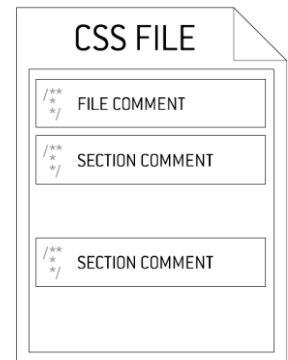 CSS FILE
/**
*
*/
FILE COMMENT
/**
*
*/
SECTION COMMENT
/**
*
*/
SECTION COMMENT